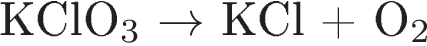 KClO₃ → KCl + O₂